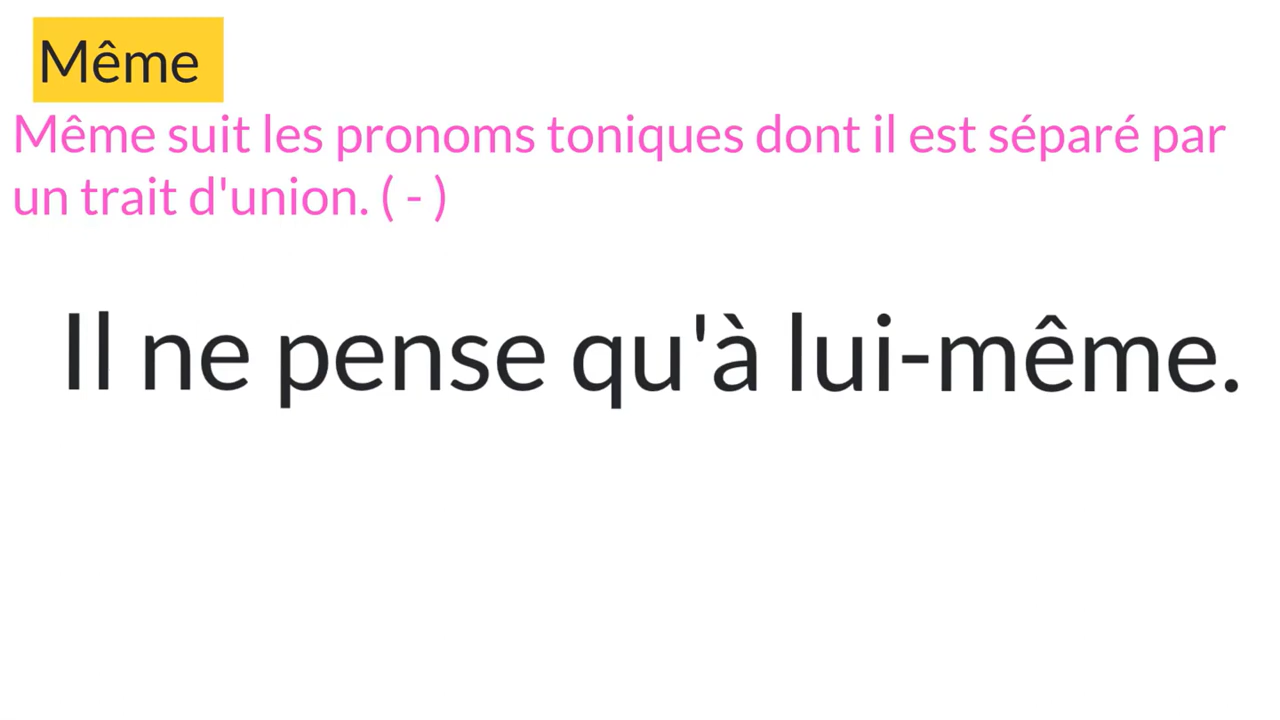 Même
Même suit les pronoms toniques dont il est séparé par
un trait d'union. ( - )
Il ne pense qu'à lui-même.